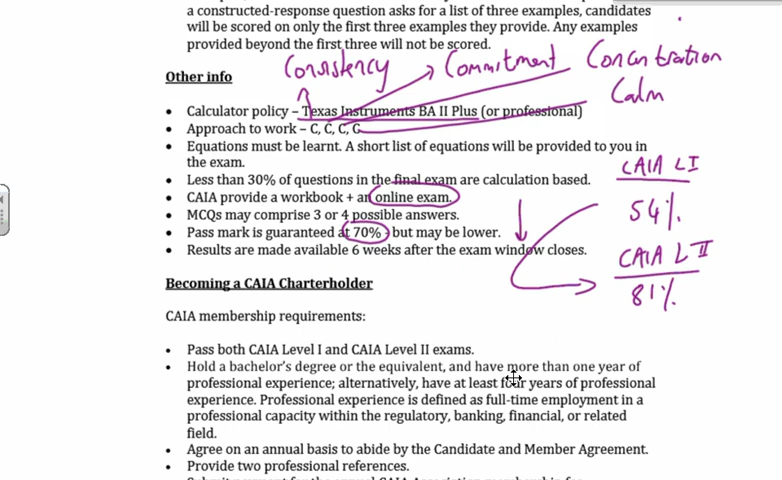 a constructed-response question asks for a list of three examples, candidates
will be scored on only the first three examples they provide. Any examples
provided beyond the first three will not be scored.
Other info
Consistency
Commitment
Concentration
Calm
• Calculator policy – Texas Instruments BA II Plus (or professional)
• Approach to work – C, C, C, C
• Equations must be learnt. A short list of equations will be provided to you in
the exam.
• Less than 30% of questions in the final exam are calculation based.
• CAIA provide a workbook + an online exam.
• MCQs may comprise 3 or 4 possible answers.
• Pass mark is guaranteed at 70% - but may be lower.
• Results are made available 6 weeks after the exam window closes.
CAIA L I
54%
CAIA L II
81%
Becoming a CAIA Charterholder
CAIA membership requirements:
• Pass both CAIA Level I and CAIA Level II exams.
• Hold a bachelor's degree or the equivalent, and have more than one year of
professional experience; alternatively, have at least four years of professional
experience. Professional experience is defined as full-time employment in a
professional capacity within the regulatory, banking, financial, or related
field.
• Agree on an annual basis to abide by the Candidate and Member Agreement.
• Provide two professional references.